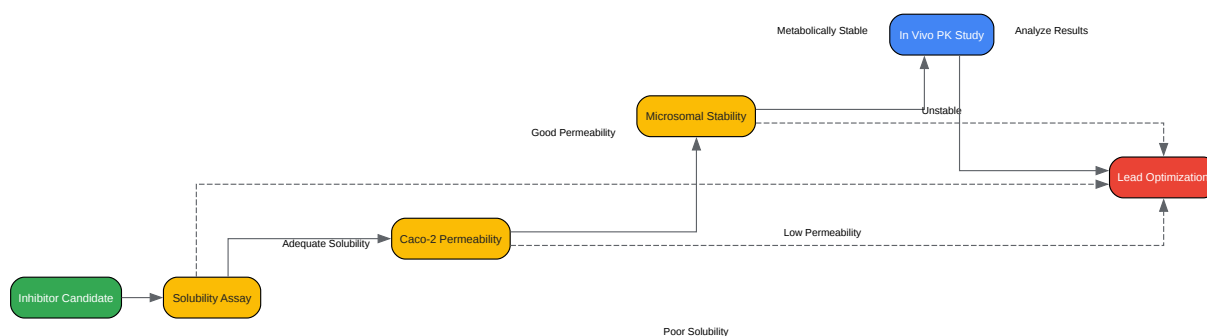 Metabolically Stable
In Vivo PK Study
Analyze Results
Microsomal Stability
Unstable
Good Permeability
Lead Optimization
Caco-2 Permeability
Low Permeability
Adequate Solubility
Inhibitor Candidate
Solubility Assay
Poor Solubility